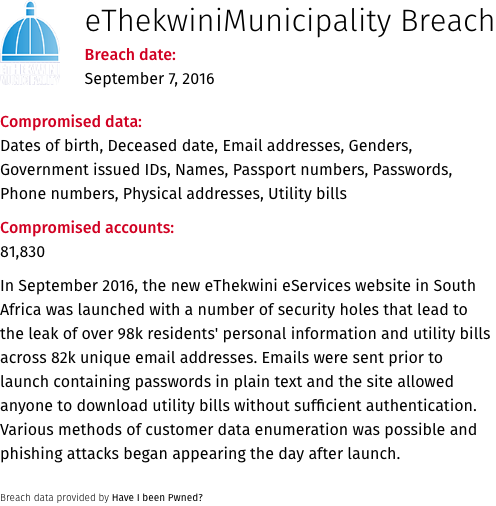 eThekwiniMunicipality Breach
Breach date:
September 7, 2016
Compromised data:
Dates of birth, Deceased date, Email addresses, Genders,
Government issued IDs, Names, Passport numbers, Passwords,
Phone numbers, Physical addresses, Utility bills
Compromised accounts:
81,830
In September 2016, the new eThekwini eServices website in South
Africa was launched with a number of security holes that lead to
the leak of over 98k residents' personal information and utility bills
across 82k unique email addresses. Emails were sent prior to
launch containing passwords in plain text and the site allowed
anyone to download utility bills without sufficient authentication.
Various methods of customer data enumeration was possible and
phishing attacks began appearing the day after launch.
Breach data provided by Have I been Pwned?